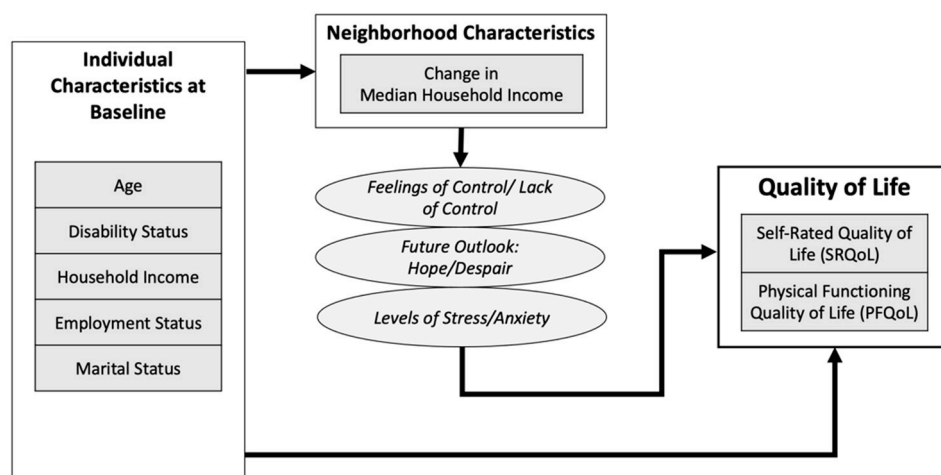 Individual
Characteristics at
Baseline
Age
Disability Status
Household Income
Employment Status
Marital Status
Neighborhood Characteristics
Change in
Median Household Income
Feelings of Control/ Lack
of Control
Future Outlook:
Hope/Despair
Levels of Stress/Anxiety
Quality of Life
Self-Rated Quality of
Life (SRQoL)
Physical Functioning
Quality of Life (PFQoL)